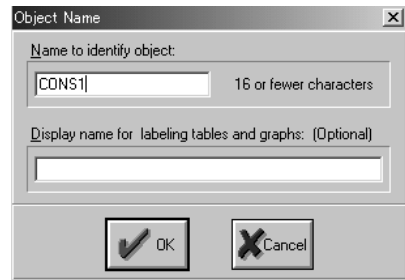 Object Name
Name to identify object:
CONS1
16 or fewer characters
Display name for labeling tables and graphs: (Optional)
OK
Cancel